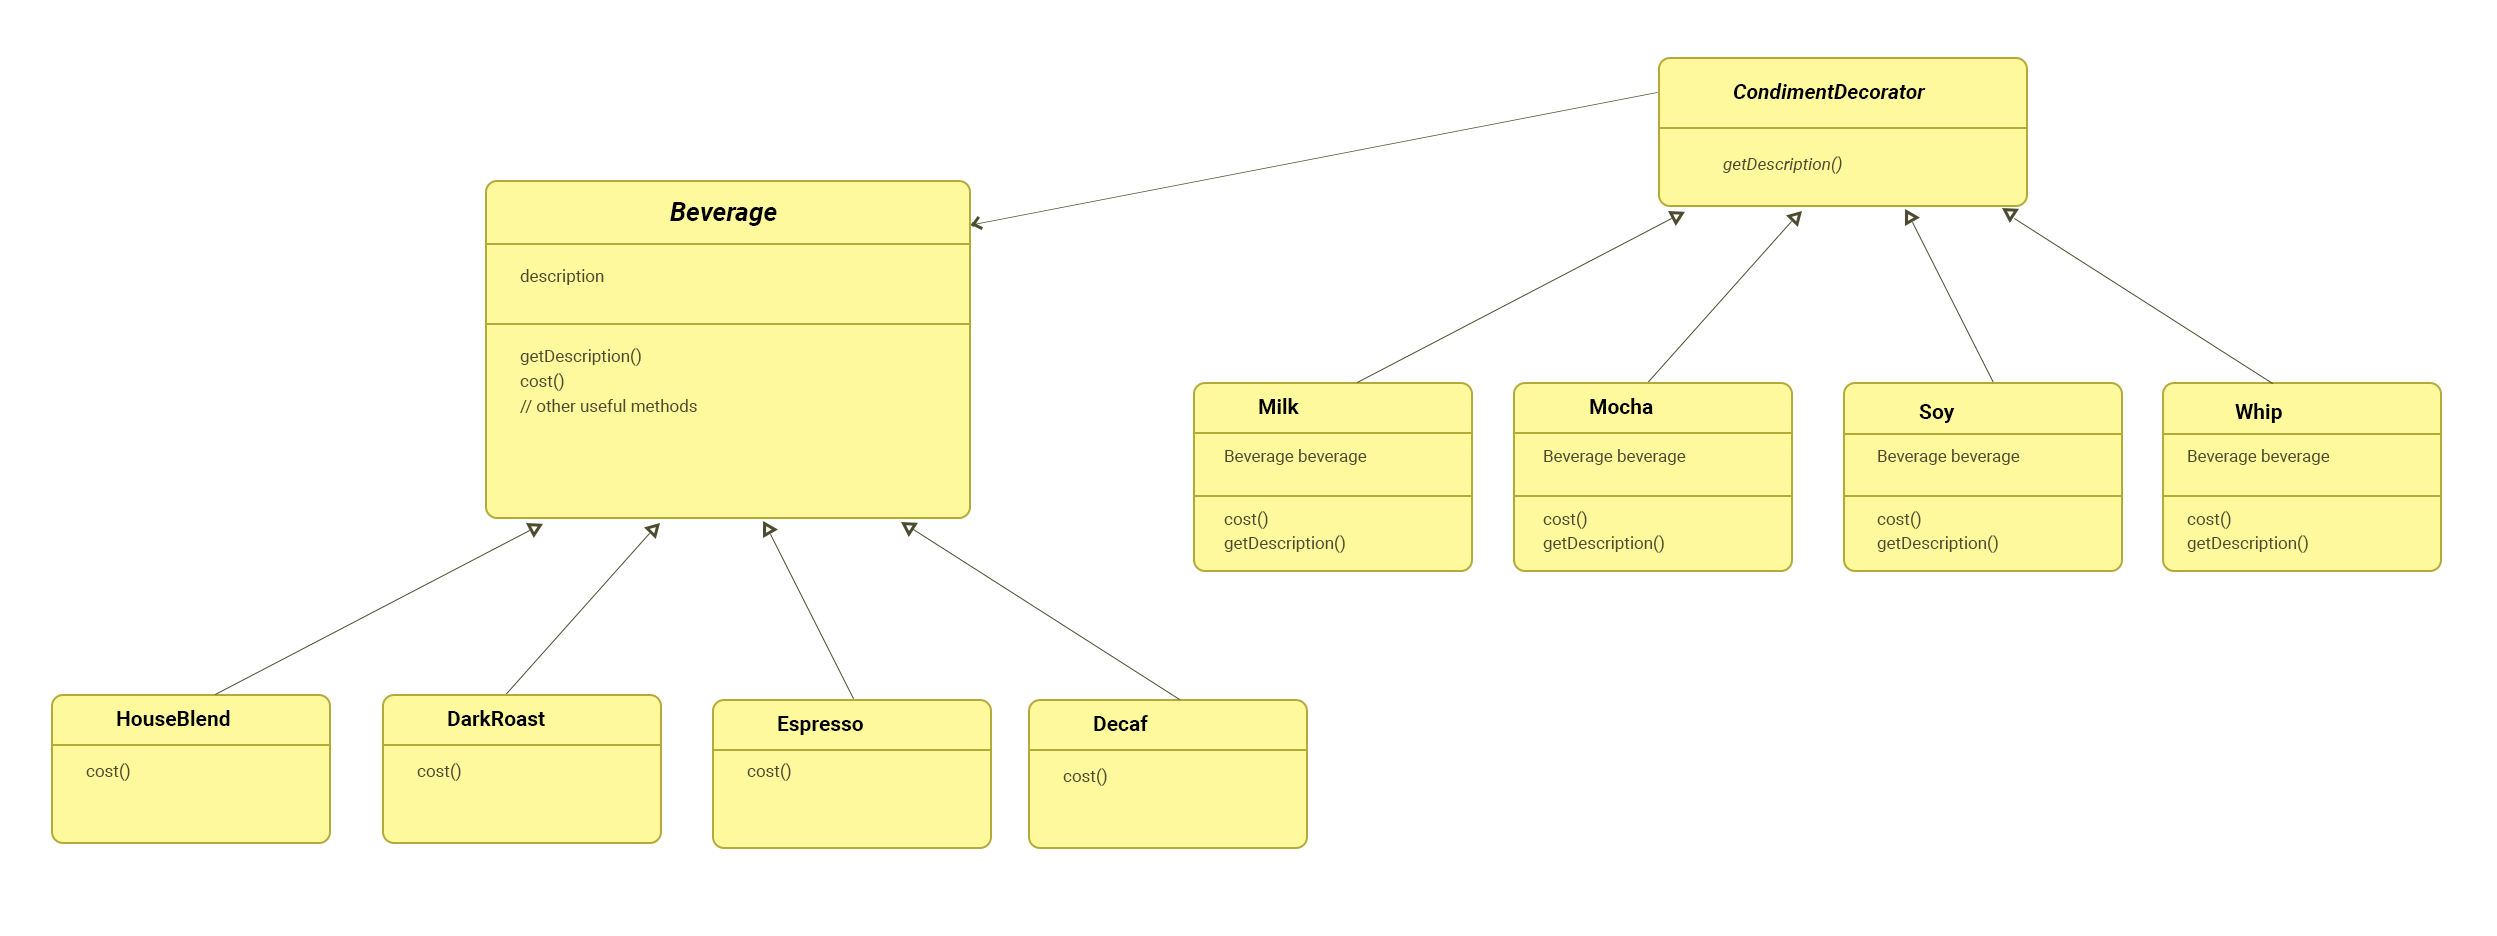 CondimentDecorator
getDescription()
Beverage
description
getDescription()
cost()
// other useful methods
Milk
Beverage beverage
cost()
getDescription()
Mocha
Beverage beverage
cost()
getDescription()
Soy
Beverage beverage
cost()
getDescription()
Whip
Beverage beverage
cost()
getDescription()
HouseBlend
cost()
DarkRoast
cost()
Espresso
cost()
Decaf
cost()